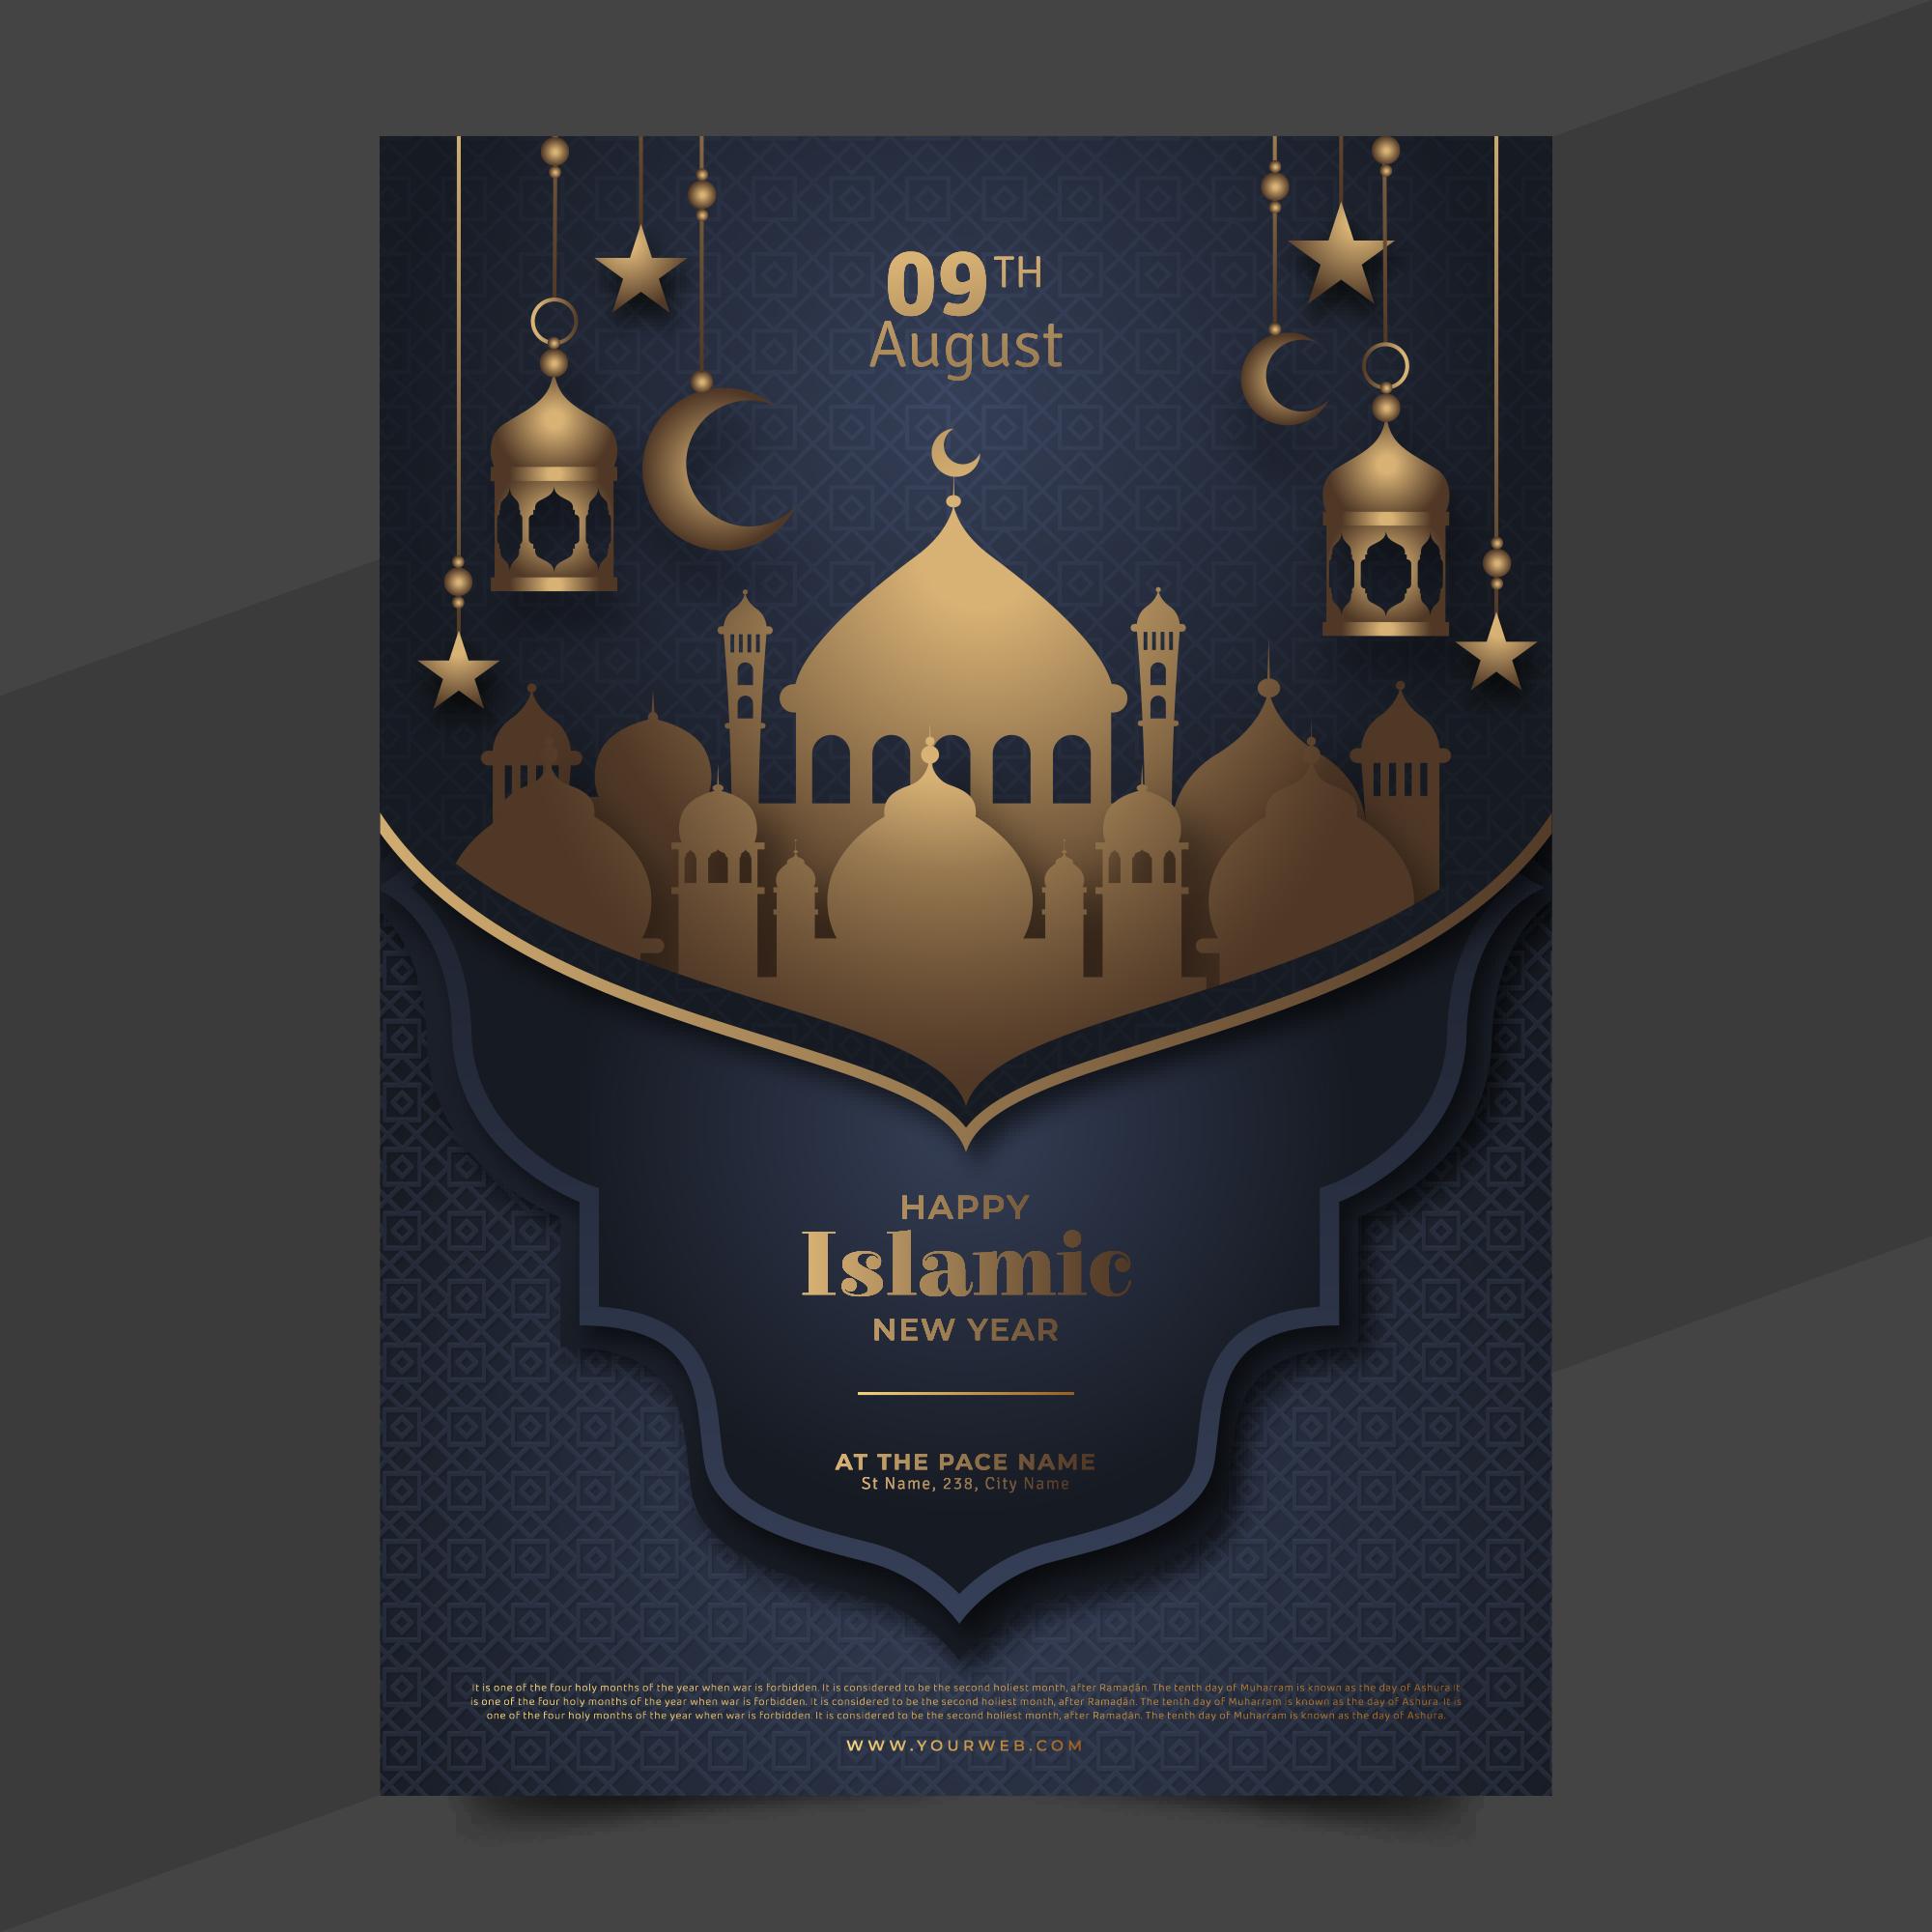 09TH
August
HAPPY
Islamic
NEW YEAR
AT THE PACE NAME
St Name, 238, City Name
It is one of the four holy months of the year when war is forbidden. It is considered to be the second holiest month, after Ramaḍān. The tenth day of Muharram is known as the day of Ashura.It
is one of the four holy months of the year when war is forbidden. It is considered to be the second holiest month, after Ramaḍān. The tenth day of Muharram is known as the day of Ashura. It is
one of the four holy months of the year when war is forbidden. It is considered to be the second holiest month, after Ramaḍān. The tenth day of Muharram is known as the day of Ashura.
WWW.YOURWEB.COM